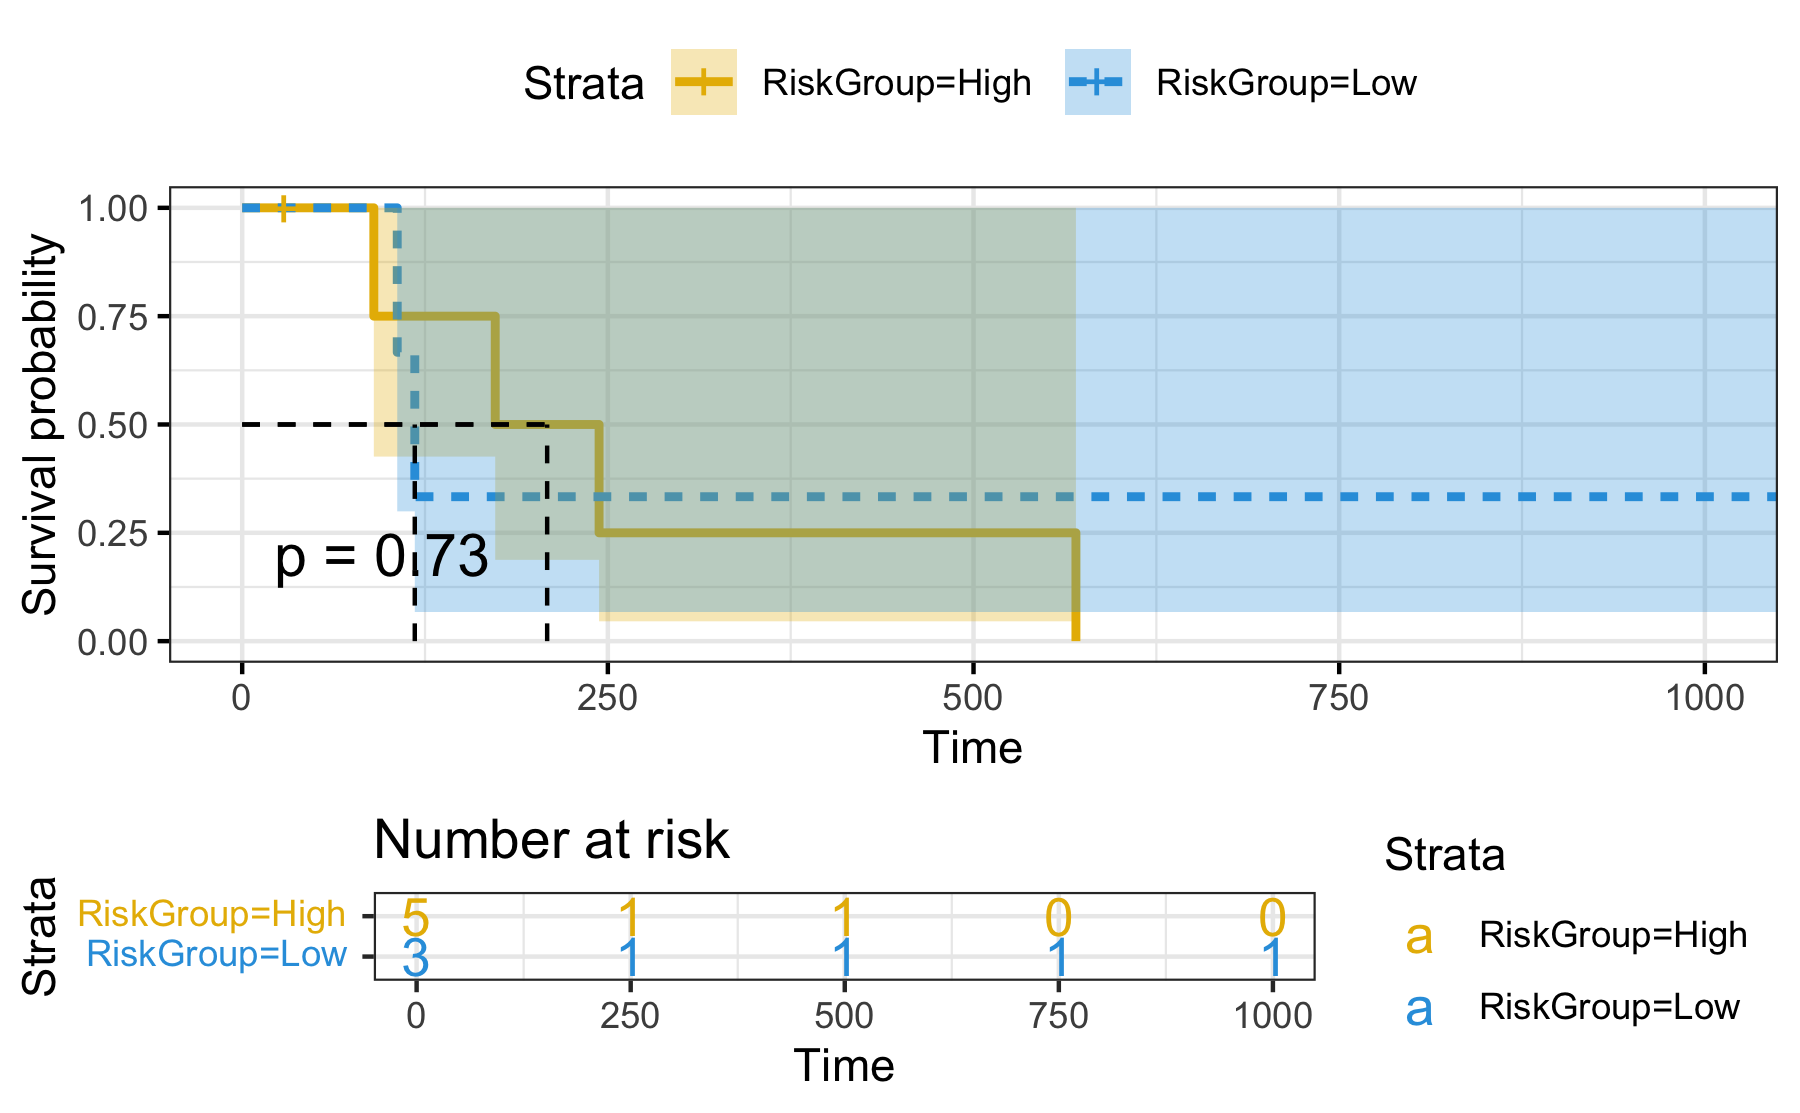 Strata RiskGroup=High RiskGroup=Low
Survival probability
1.00
0.75
0.50
0.25
0.00
p = 0.73
0 250 500 750 1000
Time
Number at risk
Strata
RiskGroup=High 5 1 1 0 0
RiskGroup=Low 3 1 1 1 1
0 250 500 750 1000
Time
Strata
a RiskGroup=High
a RiskGroup=Low